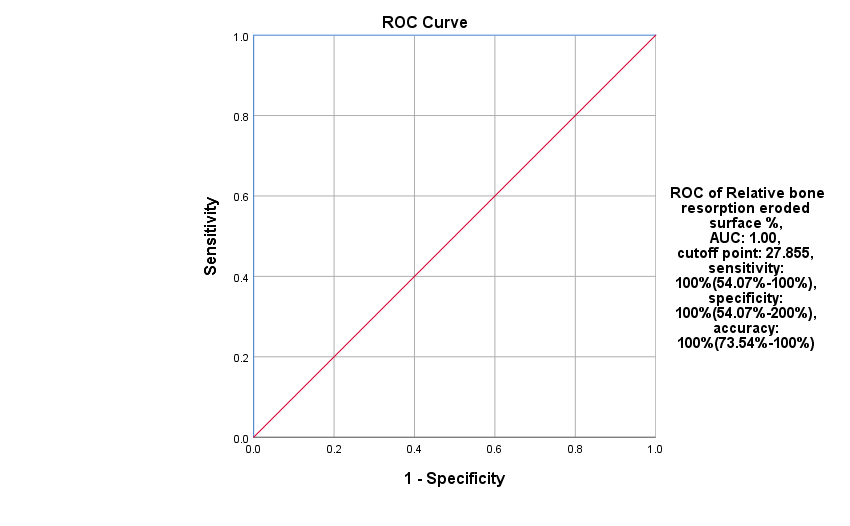 ROC Curve
1.0
0.8
0.6
0.4
0.2
0.0
Sensitivity
0.0 0.2 0.4 0.6 0.8 1.0
1 - Specificity
ROC of Relative bone
resorption eroded
surface %,
AUC: 1.00,
cutoff point: 27.855,
sensitivity:
100%(54.07%-100%),
specificity:
100%(54.07%-200%),
accuracy:
100%(73.54%-100%)